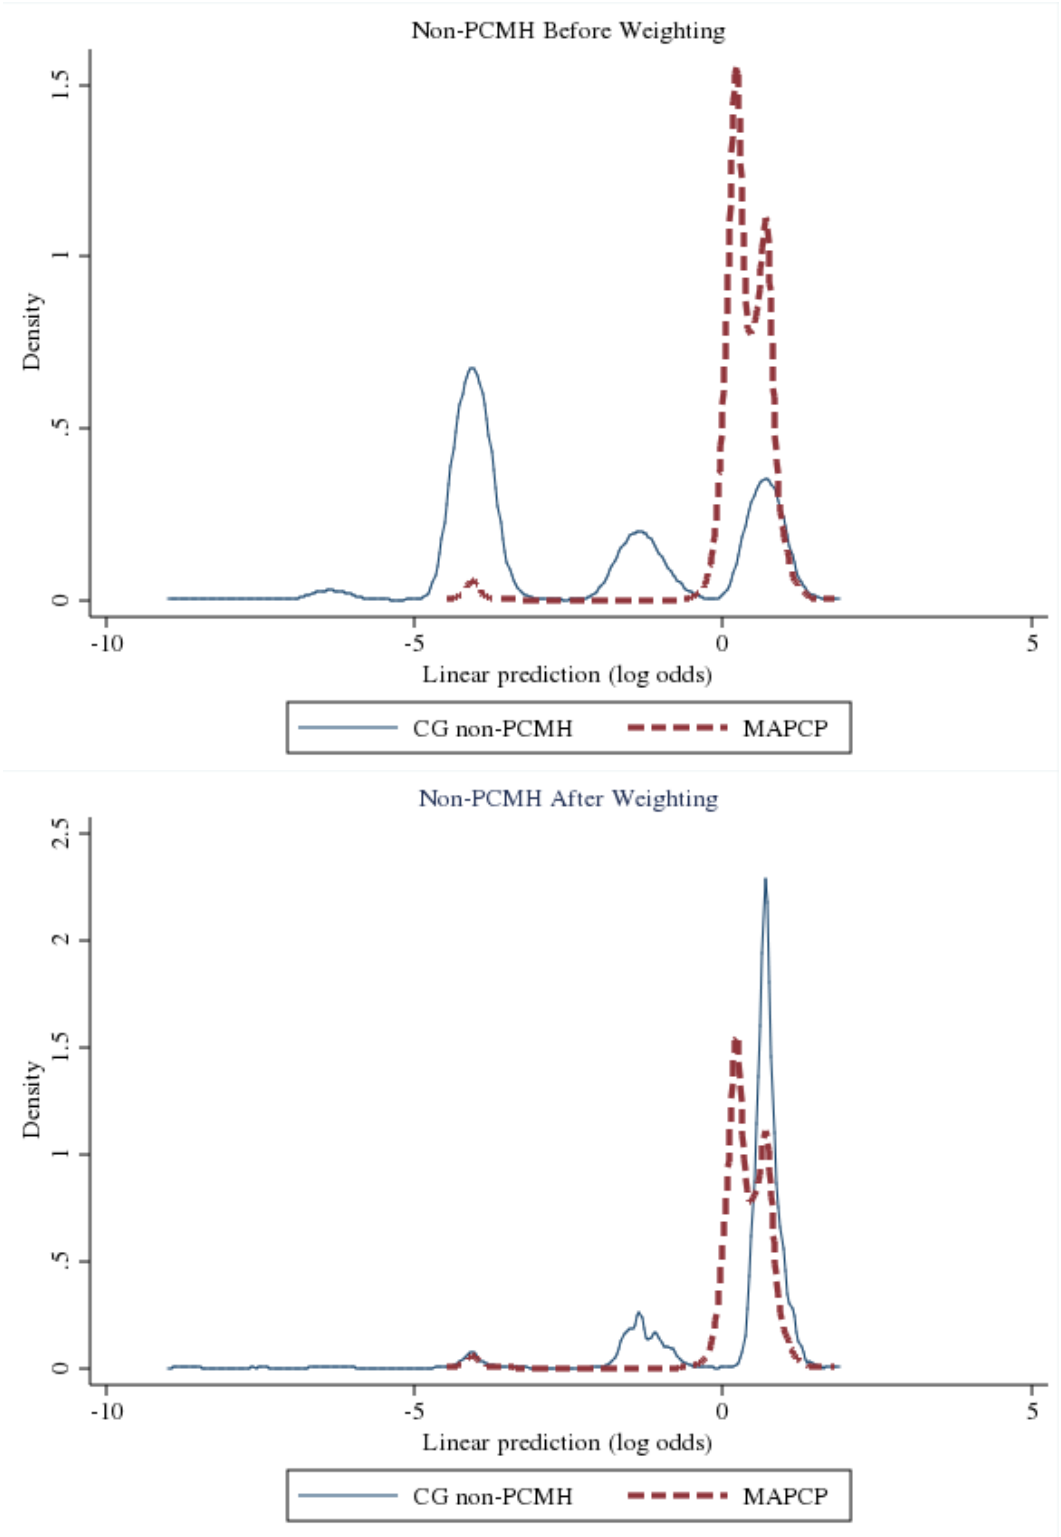 Non-PCMH Before Weighting
1.5
1
.5
0
Density
-10 -5 0 5
Linear prediction (log odds)
CG non-PCMH MAPCP
Non-PCMH After Weighting
2.5
2
1.5
1
.5
0
Density
-10 -5 0 5
Linear prediction (log odds)
CG non-PCMH MAPCP